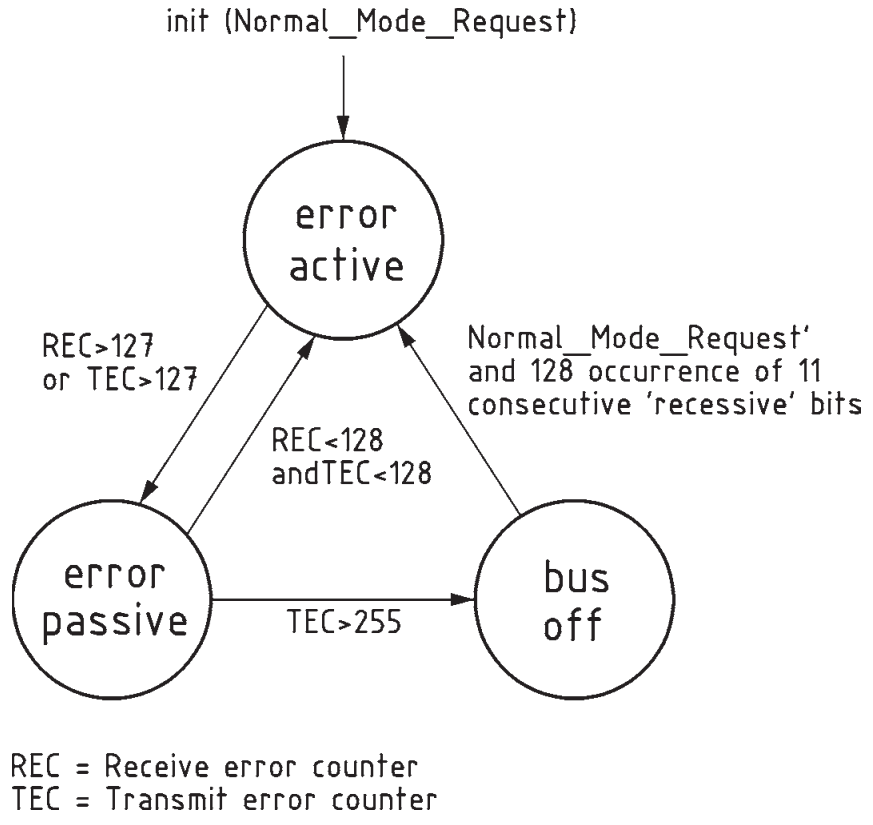 init (Normal_Mode_Request)
error
active
REC>127
or TEC>127
Normal_Mode_Request'
and 128 occurrence of 11
consecutive 'recessive' bits
REC<128
andTEC<128
error
passive
TEC>255
bus
off
REC = Receive error counter
TEC = Transmit error counter